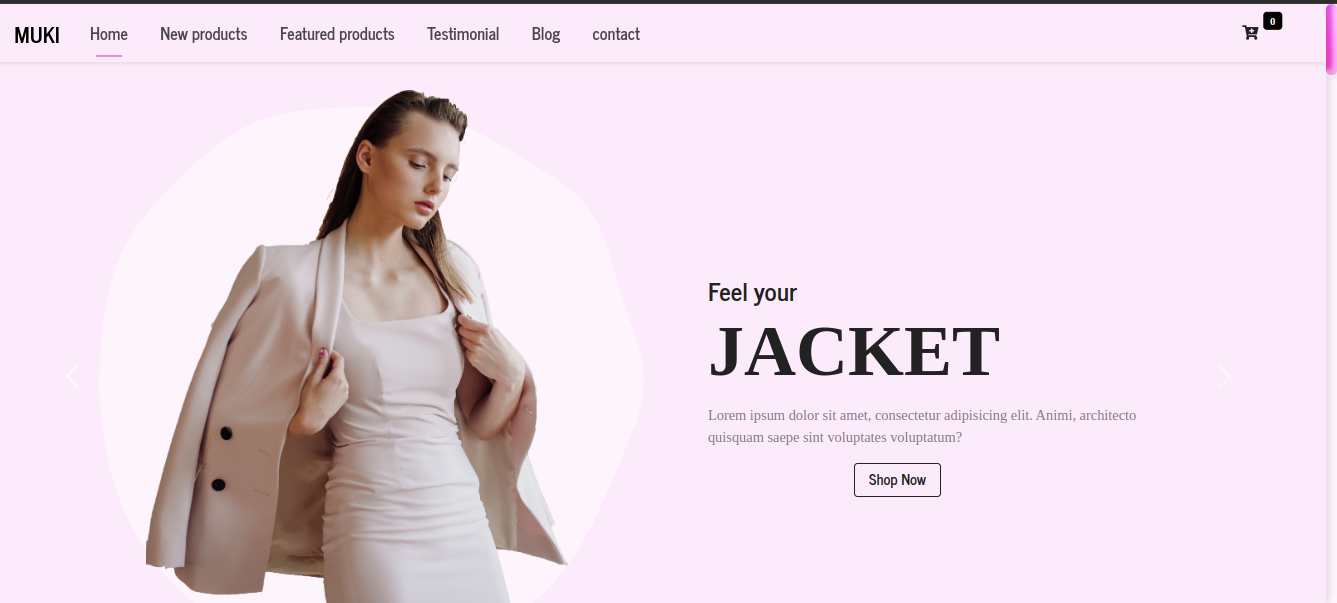 MUKI Home New products Featured products Testimonial Blog contact 0
Feel your
JACKET
Lorem ipsum dolor sit amet, consectetur adipisicing elit. Animi, architecto
quisquam saepe sint voluptates voluptatum?
Shop Now